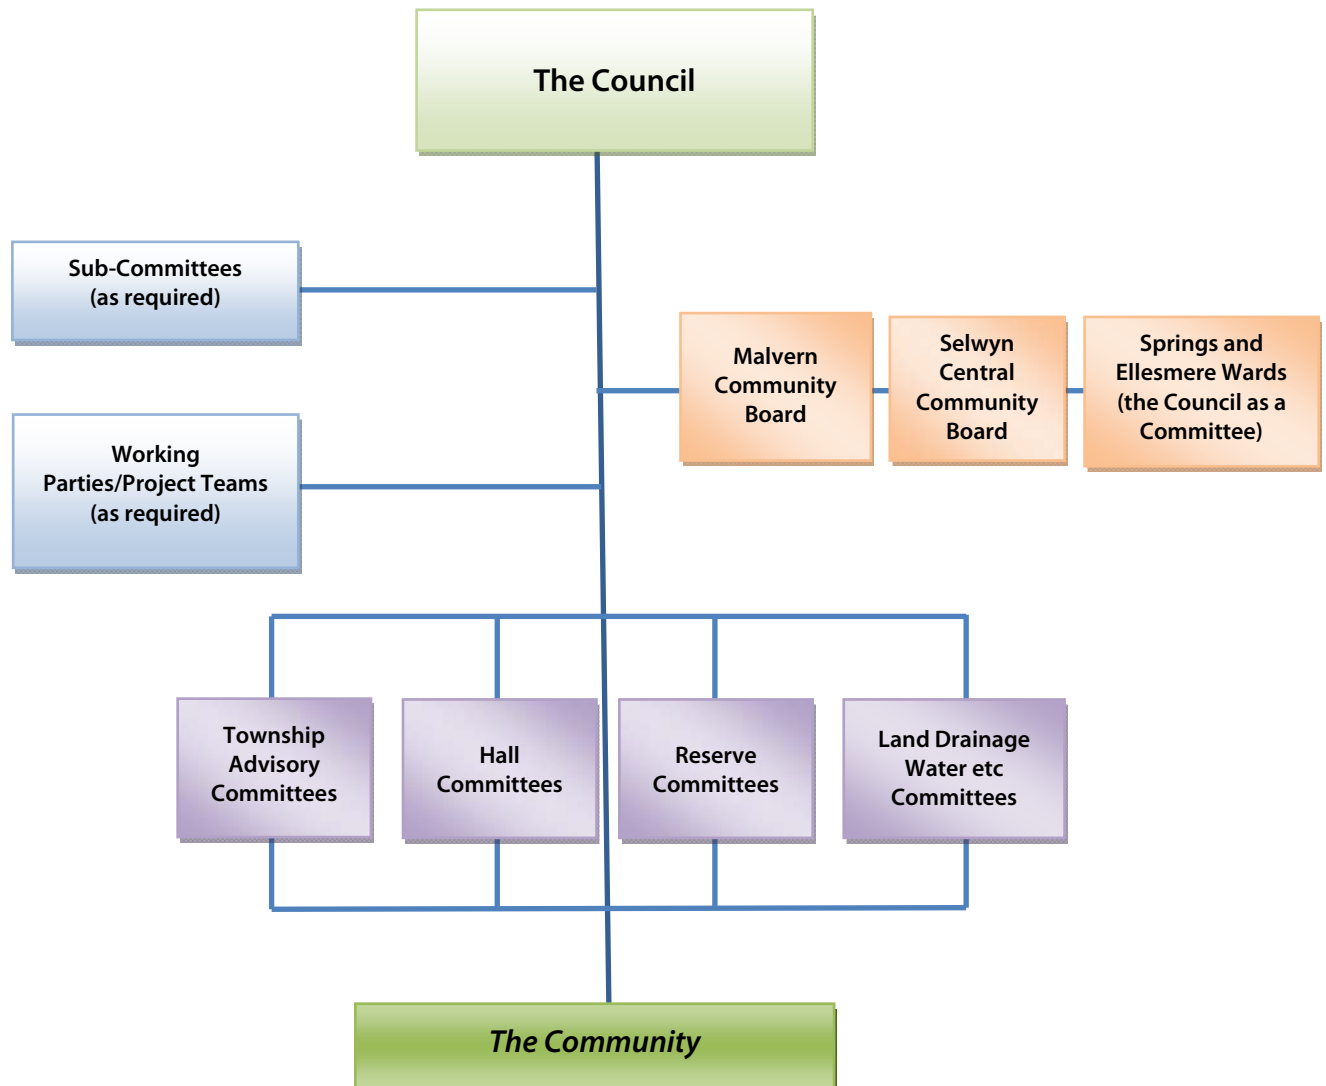 The Council
Sub-Committees
(as required)
Malvern
Community
Board
Selwyn
Central
Community
Board
Springs and
Ellesmere Wards
(the Council as a
Committee)
Working
Parties/Project Teams
(as required)
Township
Advisory
Committees
Hall
Committees
Reserve
Committees
Land Drainage
Water etc
Committees
The Community